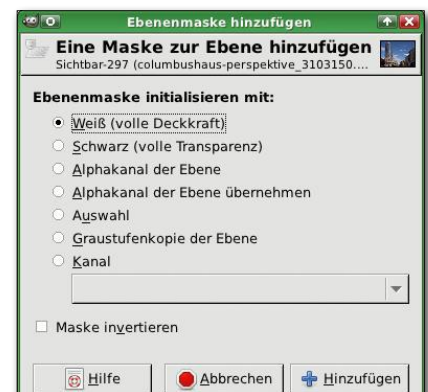 Ebenenmaske hinzufügen
Eine Maske zur Ebene hinzufügen
Sichtbar-297 (columbushaus-perspektive_3103150....
Ebenenmaske initialisieren mit:
Weiß (volle Deckkraft)
Schwarz (volle Transparenz)
Alphakanal der Ebene
Alphakanal der Ebene übernehmen
Auswahl
Graustufenkopie der Ebene
Kanal
Maske invertieren
Hilfe Abbrechen Hinzufügen